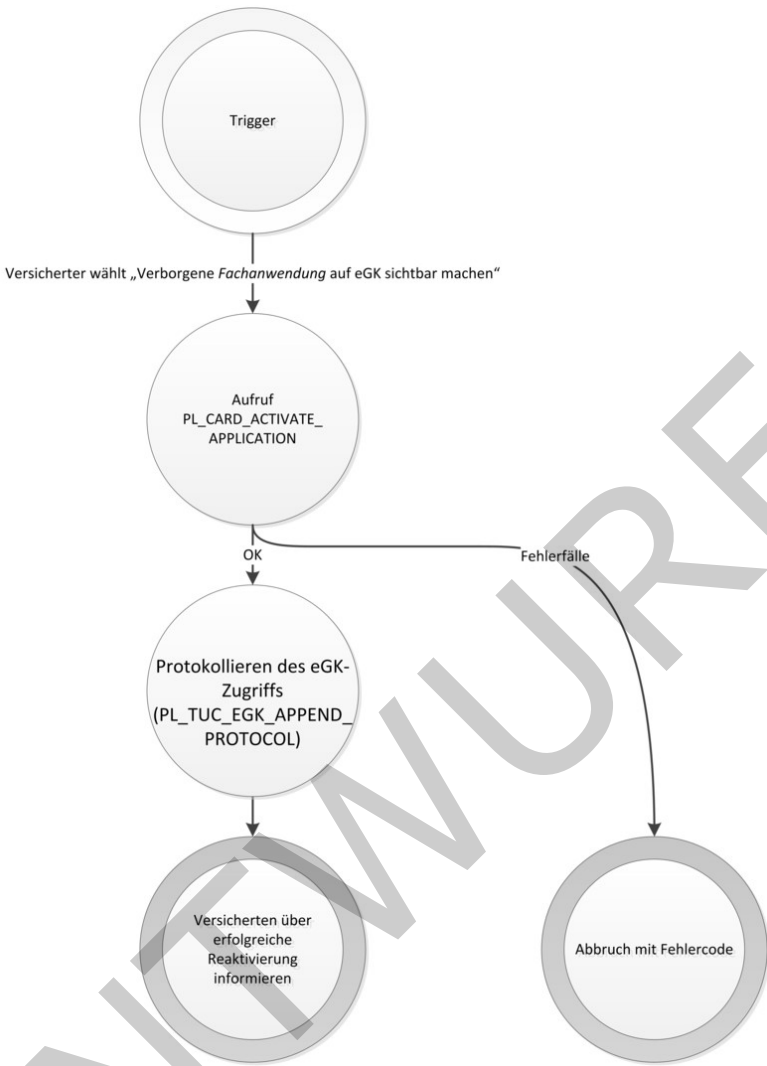 Trigger
Versicherter wählt „Verborgene Fachanwendung auf eGK sichtbar machen“
Aufruf
PL_CARD_ACTIVATE_
APPLICATION
OK
Fehlerfälle
Protokollieren des eGK-
Zugriffs
(PL_TUC_EGK_APPEND_
PROTOCOL)
Versicherten über
erfolgreiche
Reaktivierung
informieren
Abbruch mit Fehlercode